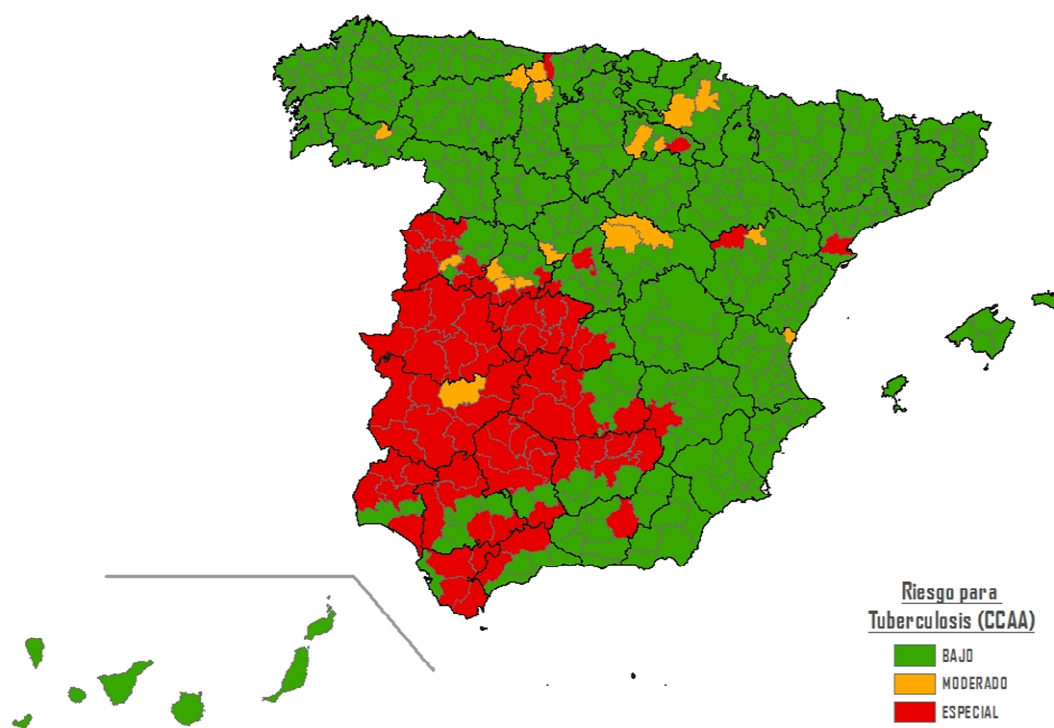 Riesgo para
Tuberculosis (CCAA)
BAJO
MODERADO
ESPECIAL